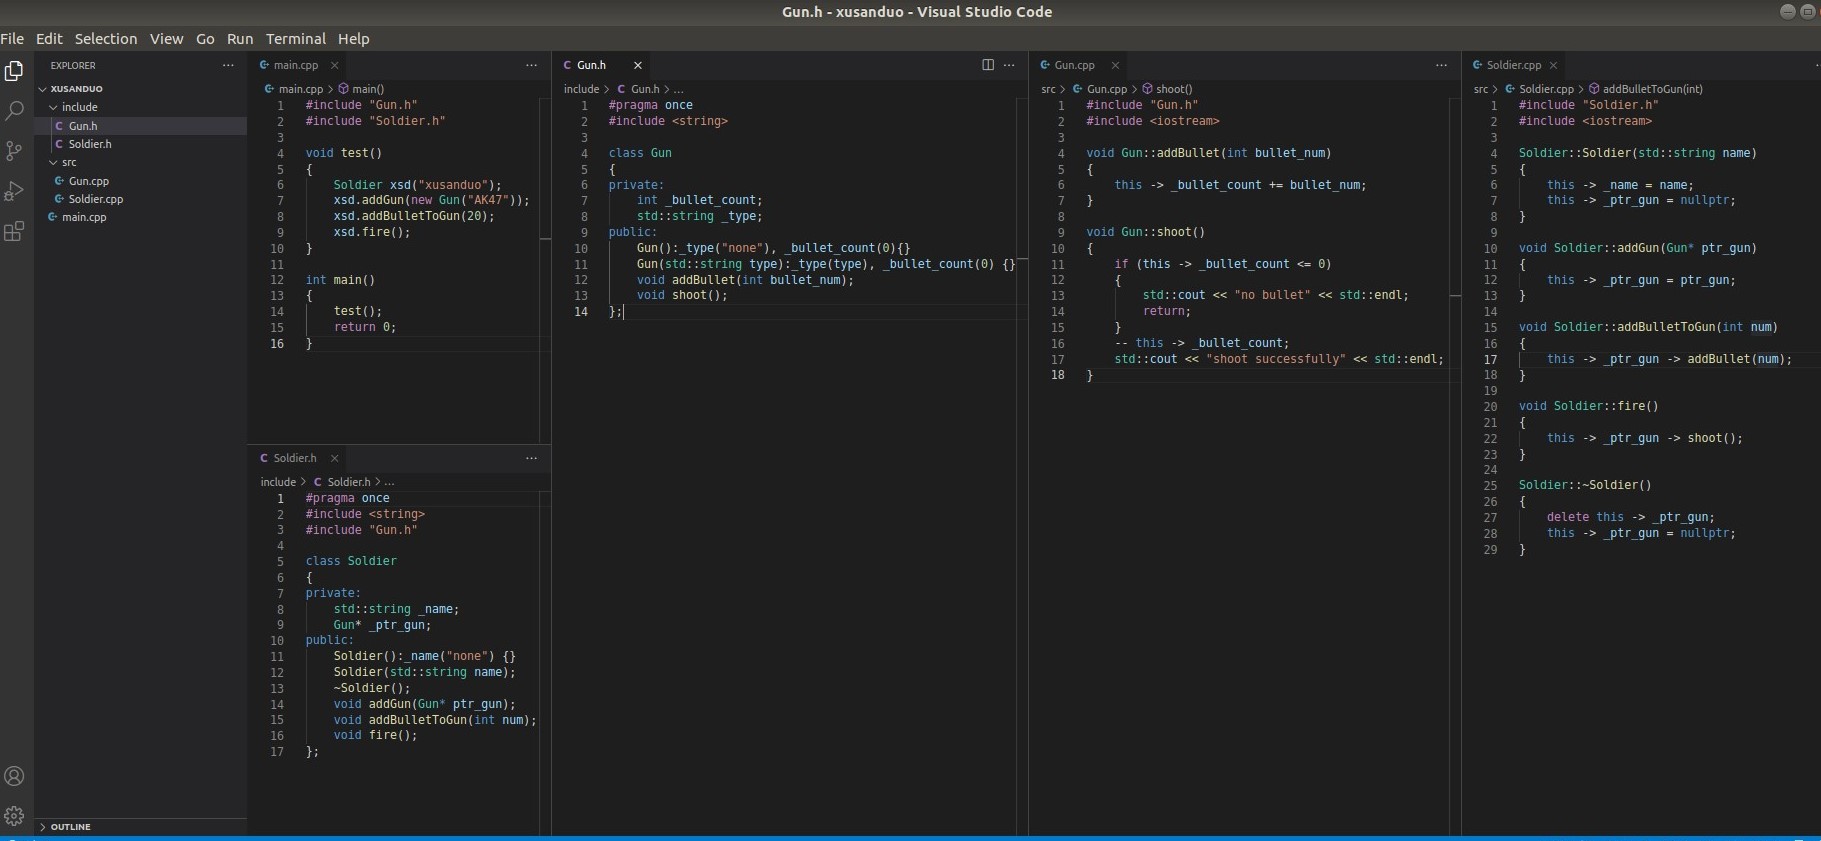 Gun.h - xusanduo - Visual Studio Code
File Edit Selection View Go Run Terminal Help
EXPLORER
XUSANDUO
include
Gun.h
Soldier.h
src
Gun.cpp
Soldier.cpp
main.cpp
OUTLINE
main.cpp
main.cpp > main()
1 #include "Gun.h"
2 #include "Soldier.h"
3
4 void test()
5 {
6 Soldier xsd("xusanduo");
7 xsd.addGun(new Gun("AK47"));
8 xsd.addBulletToGun(20);
9 xsd.fire();
10 }
11
12 int main()
13 {
14 test();
15 return 0;
16 }
Soldier.h
include > C Soldier.h > ...
1 #pragma once
2 #include <string>
3 #include "Gun.h"
4
5 class Soldier
6 {
7 private:
8 std::string _name;
9 Gun* _ptr_gun;
10 public:
11 Soldier():_name("none") {}
12 Soldier(std::string name);
13 ~Soldier();
14 void addGun(Gun* ptr_gun);
15 void addBulletToGun(int num);
16 void fire();
17 };
Gun.h
include > C Gun.h > ...
1 #pragma once
2 #include <string>
3
4 class Gun
5 {
6 private:
7 int _bullet_count;
8 std::string _type;
9 public:
10 Gun():_type("none"), _bullet_count(0){}
11 Gun(std::string type):_type(type), _bullet_count(0) {}
12 void addBullet(int bullet_num);
13 void shoot();
14 };
Gun.cpp
src > Gun.cpp > shoot()
1 #include "Gun.h"
2 #include <iostream>
3
4 void Gun::addBullet(int bullet_num)
5 {
6 this -> _bullet_count += bullet_num;
7 }
8
9 void Gun::shoot()
10 {
11 if (this -> _bullet_count <= 0)
12 {
13 std::cout << "no bullet" << std::endl;
14 return;
15 }
16 -- this -> _bullet_count;
17 std::cout << "shoot successfully" << std::endl;
18 }
Soldier.cpp
src > Soldier.cpp > addBulletToGun(int)
1 #include "Soldier.h"
2 #include <iostream>
3
4 Soldier::Soldier(std::string name)
5 {
6 this -> _name = name;
7 this -> _ptr_gun = nullptr;
8 }
9
10 void Soldier::addGun(Gun* ptr_gun)
11 {
12 this -> _ptr_gun = ptr_gun;
13 }
14
15 void Soldier::addBulletToGun(int num)
16 {
17 this -> _ptr_gun -> addBullet(num);
18 }
19
20 void Soldier::fire()
21 {
22 this -> _ptr_gun -> shoot();
23 }
24
25 Soldier::~Soldier()
26 {
27 delete this -> _ptr_gun;
28 this -> _ptr_gun = nullptr;
29 }